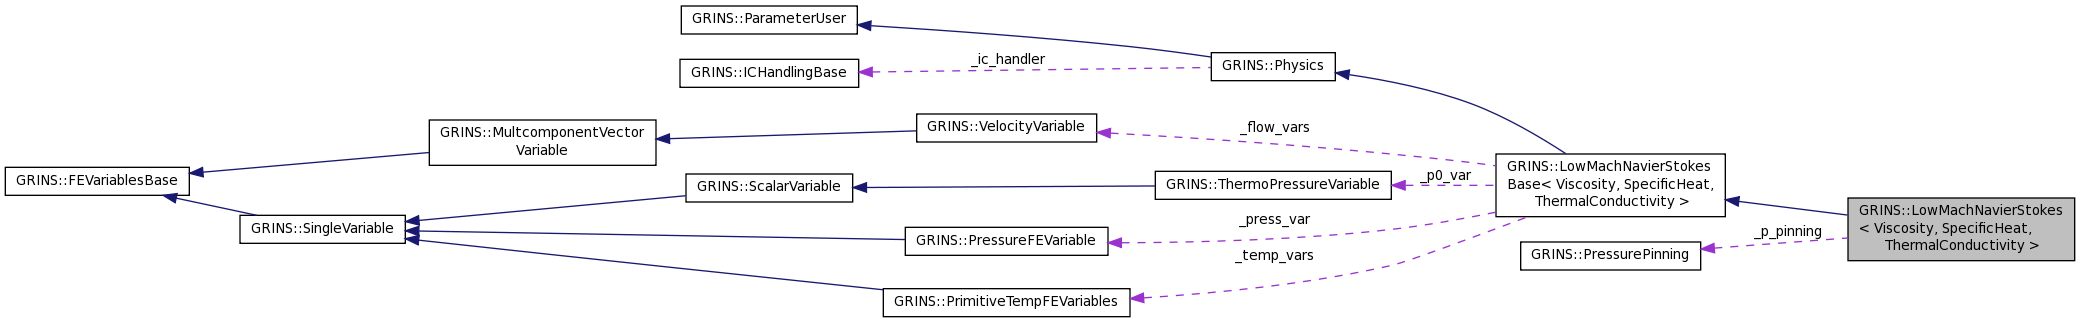 GRINS::ParameterUser
_ic_handler
GRINS::Physics
GRINS::ICHandlingBase
GRINS::MultcomponentVector
Variable
GRINS::VelocityVariable
_flow_vars
GRINS::FEVariablesBase
GRINS::ScalarVariable
GRINS::ThermoPressureVariable
_p0_var
GRINS::LowMachNavierStokes
Base< Viscosity, SpecificHeat,
ThermalConductivity >
GRINS::SingleVariable
GRINS::PressureFEVariable
_press_var
_temp_vars
GRINS::PrimitiveTempFEVariables
GRINS::PressurePinning
_p_pinning
GRINS::LowMachNavierStokes
< Viscosity, SpecificHeat,
ThermalConductivity >